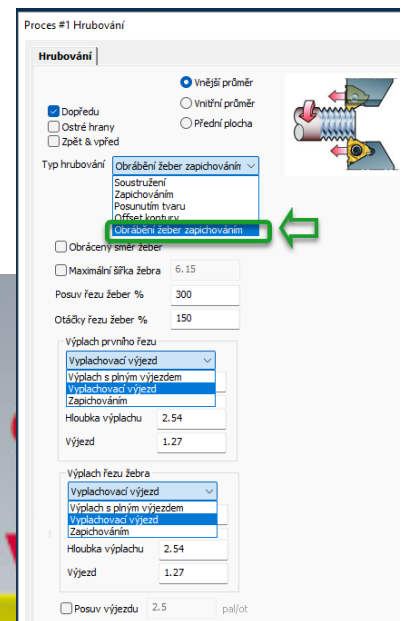 Proces #1 Hrubování
Hrubování
Vnější průměr
Vnitřní průměr
Přední plocha
Dopředu
Ostré hrany
Zpět & vpřed
Typ hrubování Obrábění žeber zapichováním
Soustružení
Zapichováním
Posunutím tvaru
Offset kontury
Obrábění žeber zapichováním
Obrácený směr žeber
Maximální šířka žebra 6.15
Posuv řezu žeber % 300
Otáčky řezu žeber % 150
Výplach prvního řezu
Vyplachovací výjezd
Výplach s plným výjezdem
Vyplachovací výjezd
Zapichováním
Hloubka výplachu 2.54
Výjezd 1.27
Výplach řezu žebra
Vyplachovací výjezd
Výplach s plným výjezdem
Vyplachovací výjezd
Zapichováním
Hloubka výplachu 2.54
Výjezd 1.27
Posuv výjezdu 2.5 pal/ot